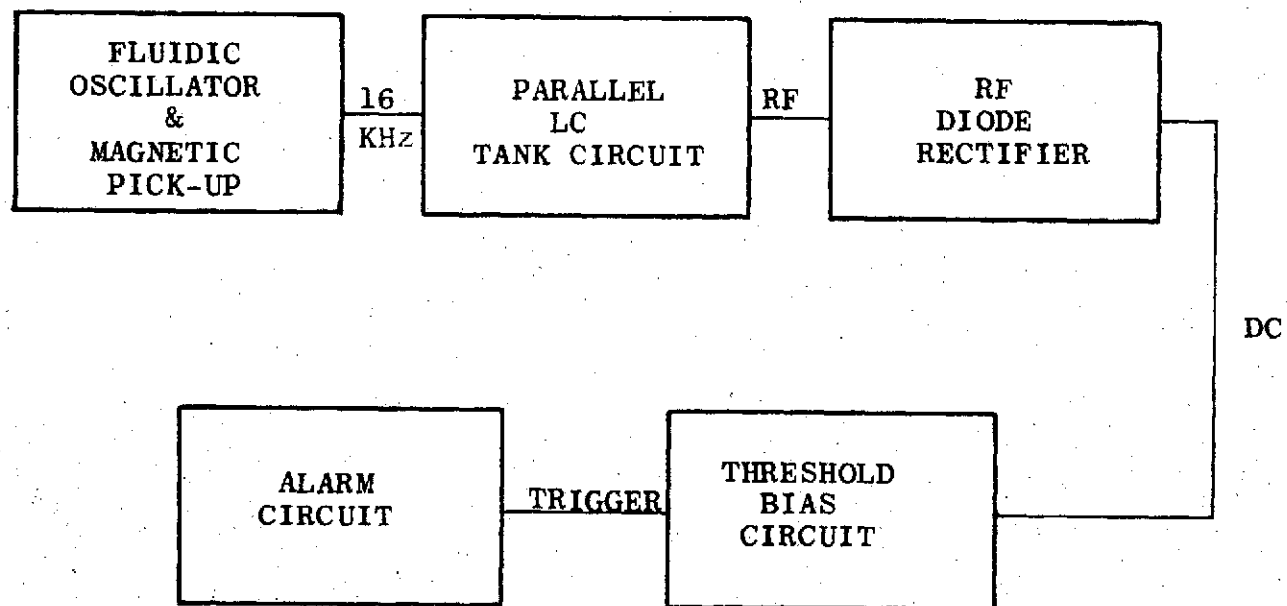 FLUIDIC
OSCILLATOR
&
MAGNETIC
PICK-UP
16
KHz
PARALLEL
LC
TANK CIRCUIT
RF
RF
DIODE
RECTIFIER
DC
ALARM
CIRCUIT
TRIGGER
THRESHOLD
BIAS
CIRCUIT